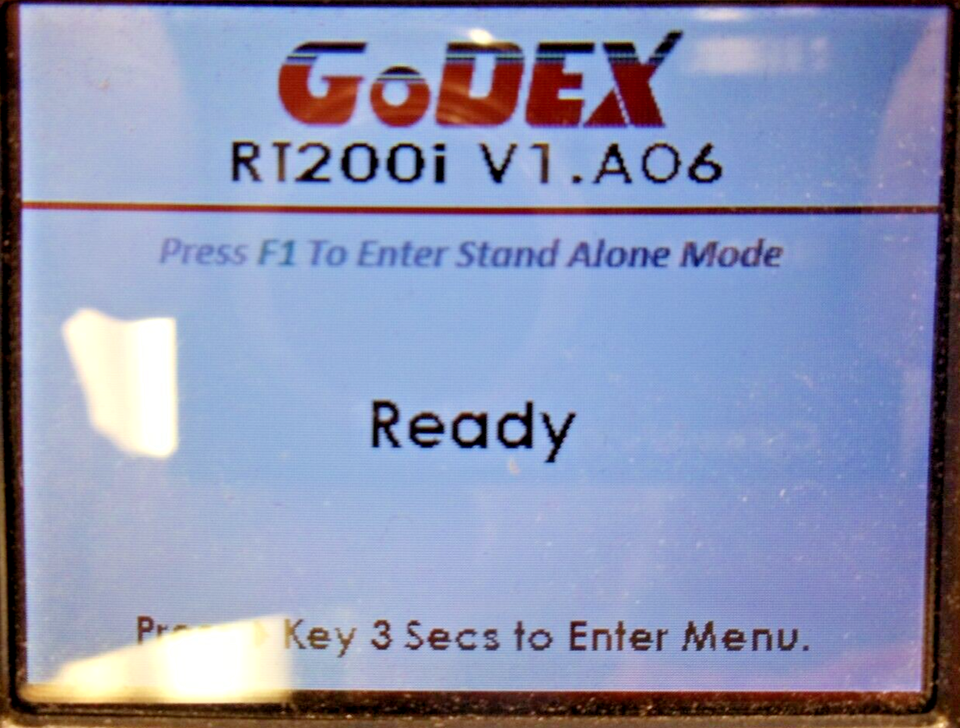 GoDEX
RT200i V1.A06
Press F1 To Enter Stand Alone Mode
Ready
Key 3 Secs to Enter Menu.